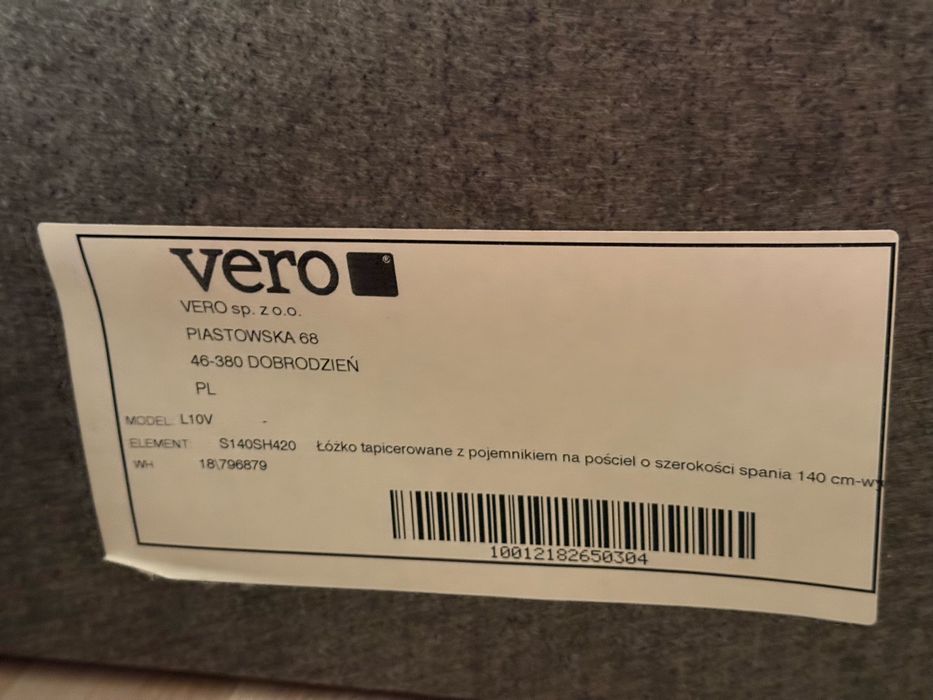 vero®
VERO sp. z o.o.
PIASTOWSKA 68
46-380 DOBRODZIEŃ
PL
MODEL: L10V -
ELEMENT S140SH420 Łóżko tapicerowane z pojemnikiem na pościel o szerokości spania 140 cm-wy
WH 18\796879
10012182650304